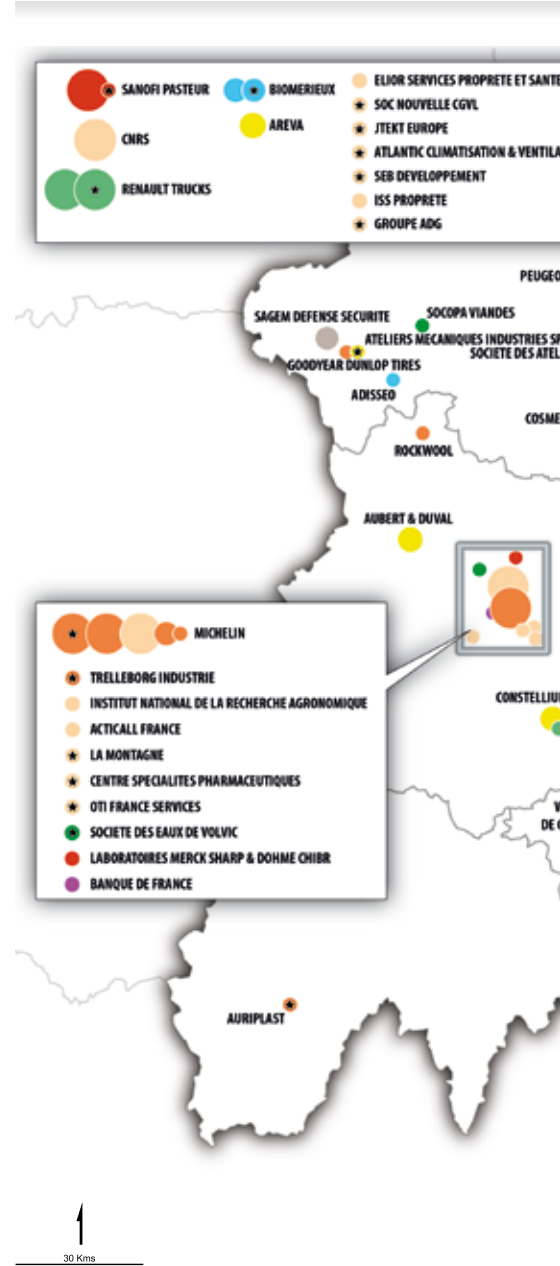 SANOFI PASTEUR
BIOMERIEUX
CNRS
AREVA
RENAULT TRUCKS
ELIOR SERVICES PROPRETE ET SANTE
SOC NOUVELLE CGVL
JTEKT EUROPE
ATLANTIC CLIMATISATION & VENTILA
SEB DEVELOPPEMENT
ISS PROPRETE
GROUPE ADG
PEUGEO
SAGEM DEFENSE SECURITE
SOCOPA VIANDES
ATELIERS MECANIQUES INDUSTRIES SP
SOCIETE DES ATEL
GOODYEAR DUNLOP TIRES
ADISSEO
COSME
ROCKWOOL
AUBERT & DUVAL
MICHELIN
TRELLEBORG INDUSTRIE
INSTITUT NATIONAL DE LA RECHERCHE AGRONOMIQUE
ACTICALL FRANCE
LA MONTAGNE
CENTRE SPECIALITES PHARMACEUTIQUES
OTI FRANCE SERVICES
SOCIETE DES EAUX DE VOLVIC
LABORATOIRES MERCK SHARP & DOHME CHIBR
BANQUE DE FRANCE
CONSTELLIU
V
DE C
AURIPLAST
30 Kms